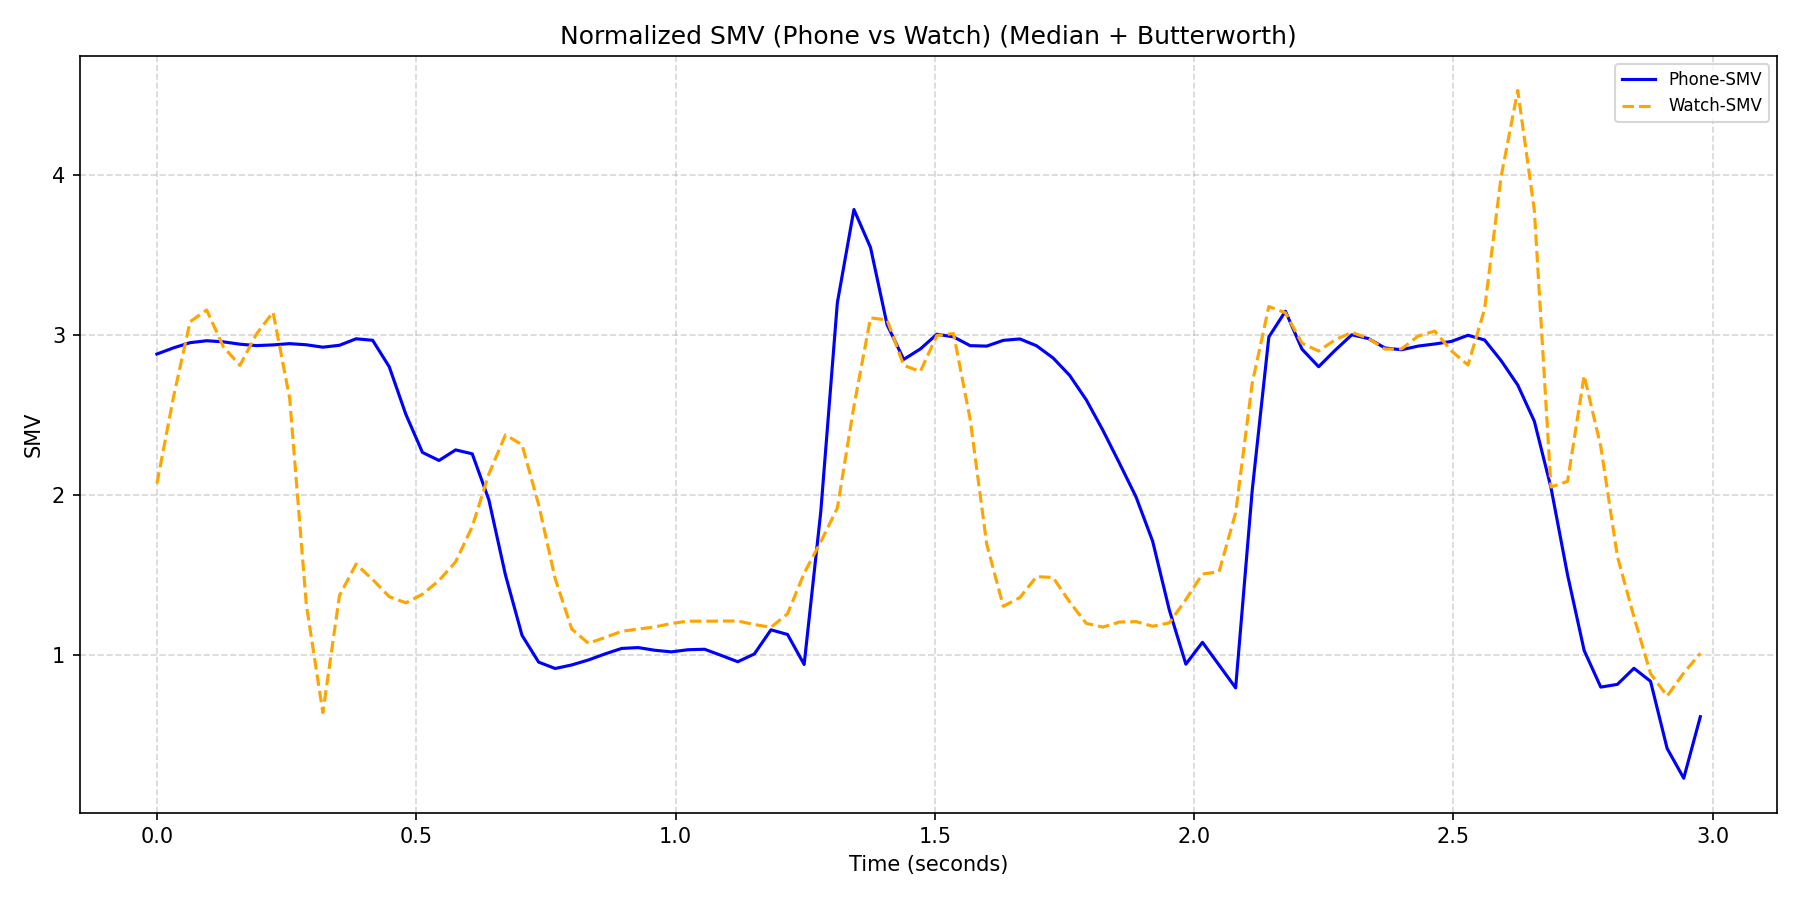 Normalized SMV (Phone vs Watch) (Median + Butterworth)
Phone-SMV
Watch-SMV
SMV
4
3
2
1
0.0 0.5 1.0 1.5 2.0 2.5 3.0
Time (seconds)